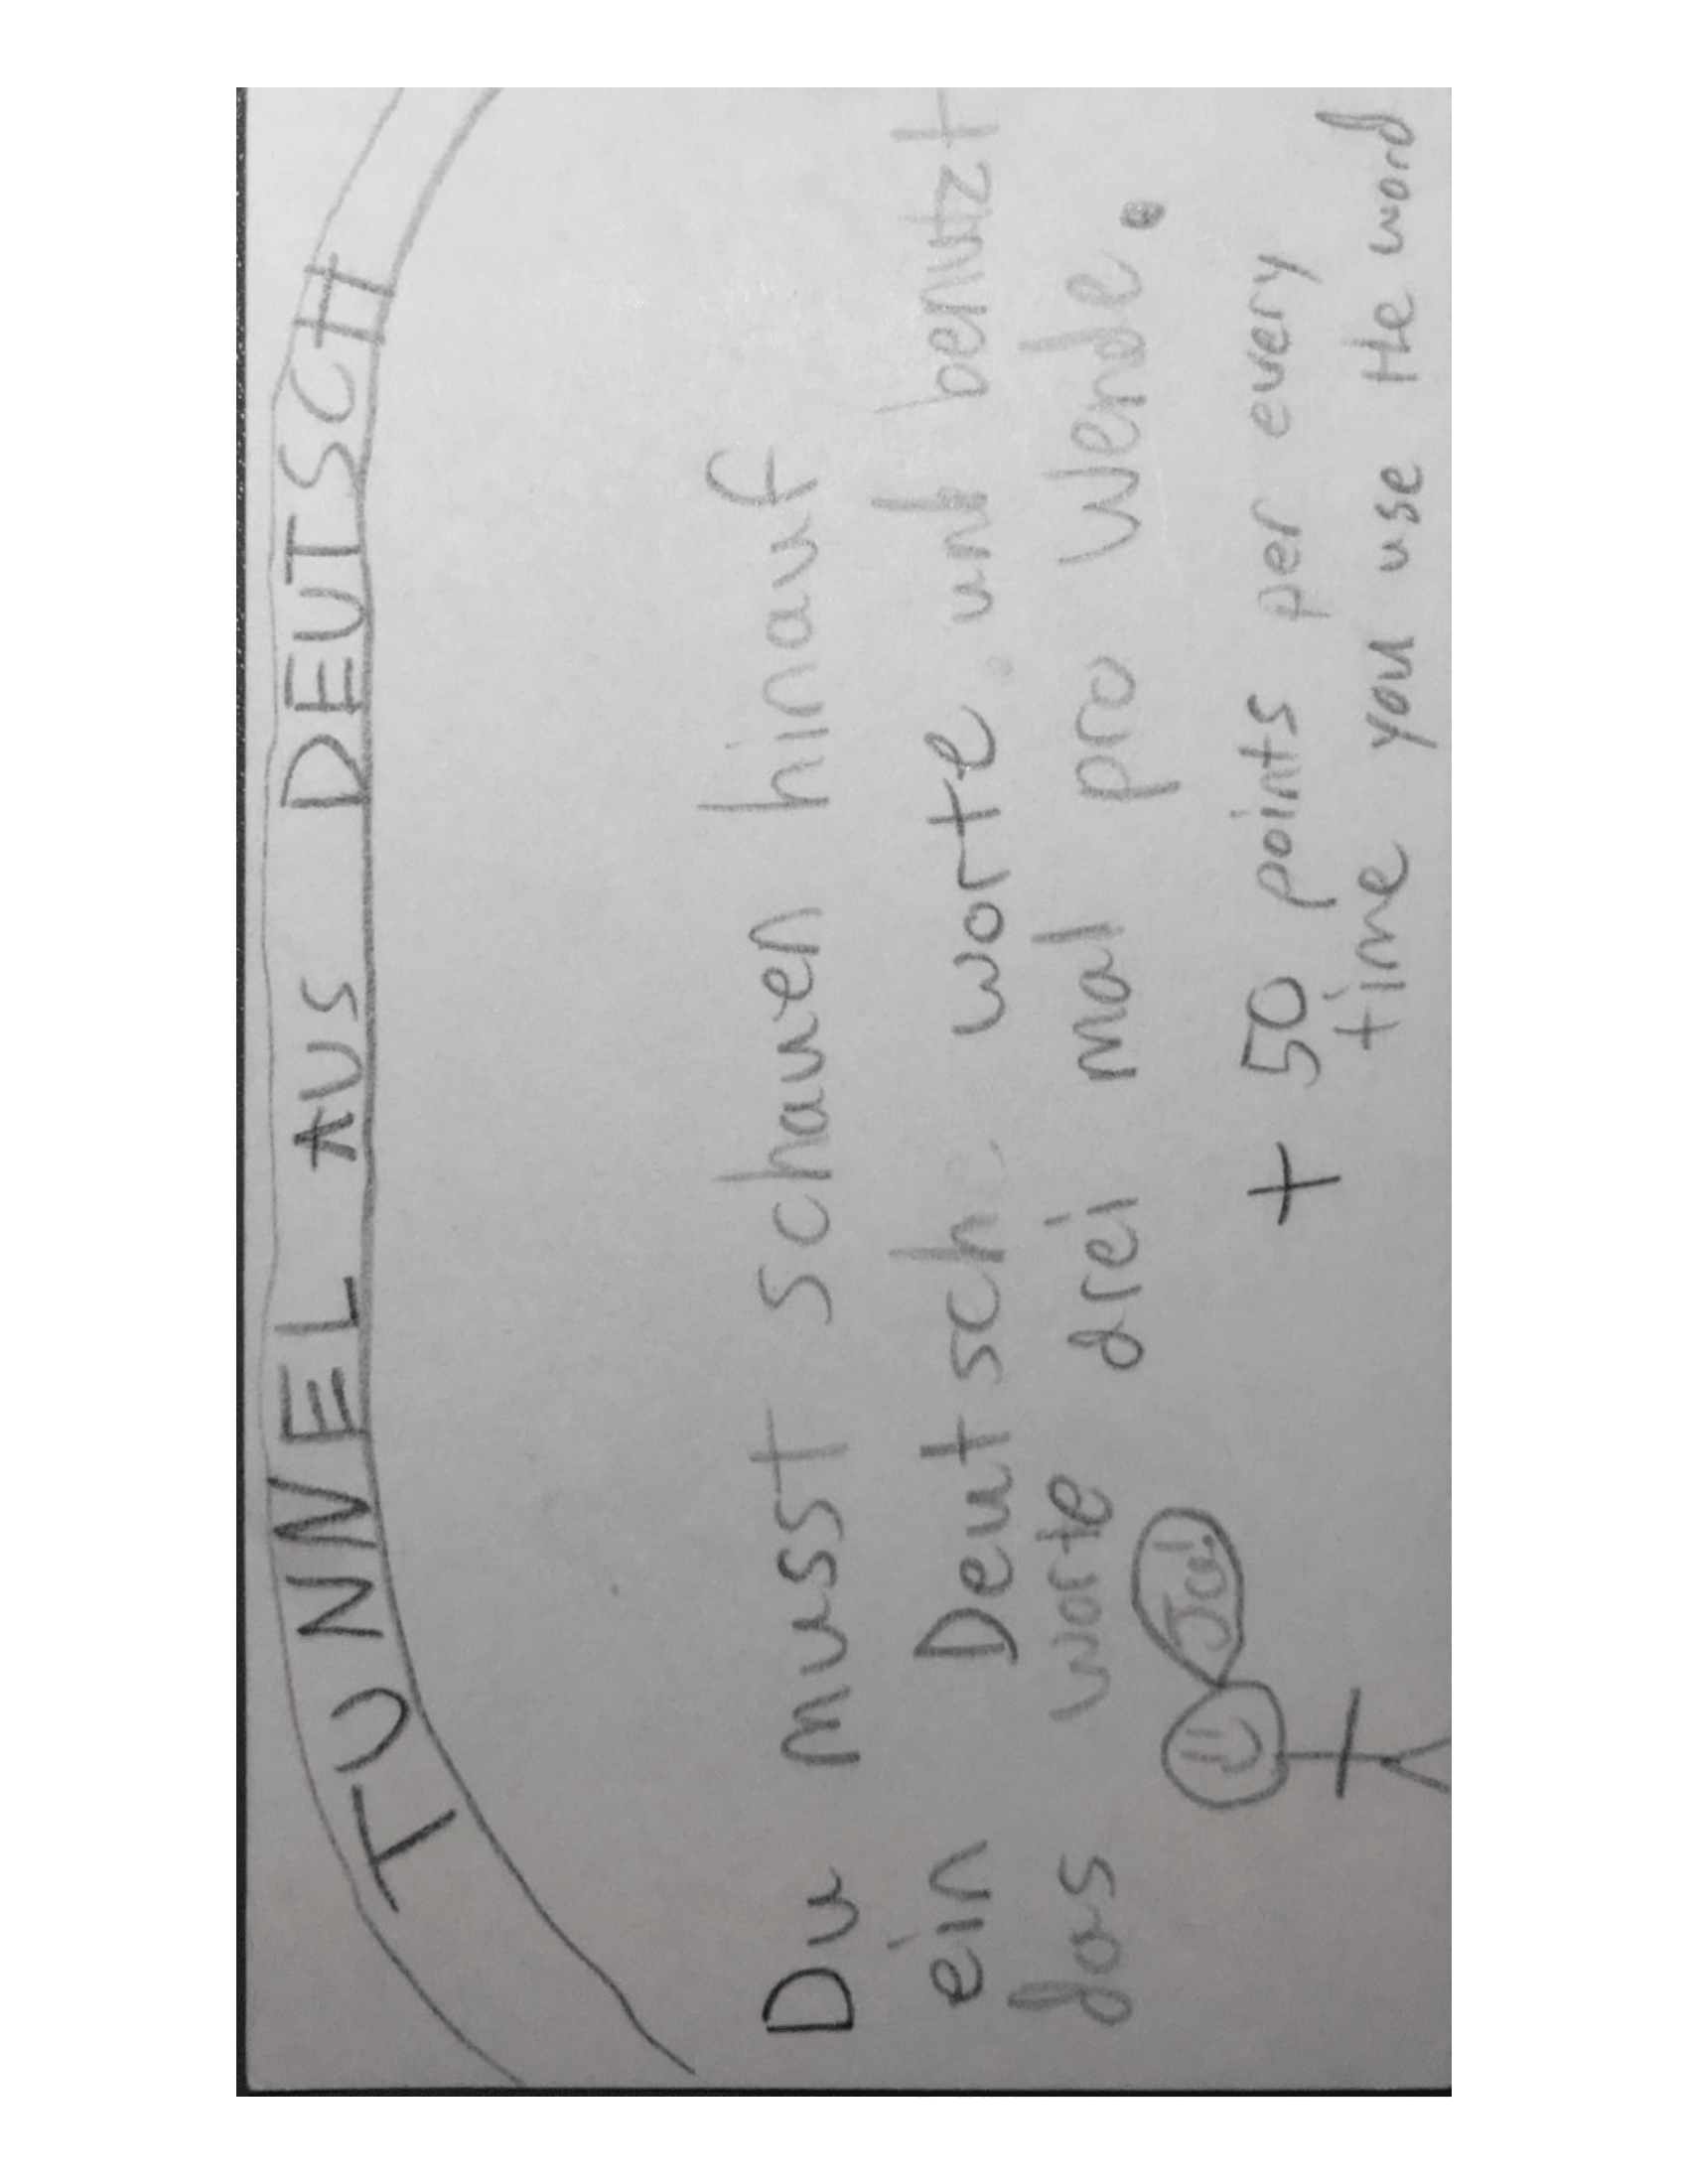 TUNNEL AUS DEUTSCH
Du musst schauen hinauf
ein Deutsch worte und benutzt
das worte drei mal pro Wende.
Ja!
+ 50 points per every
time you use the word